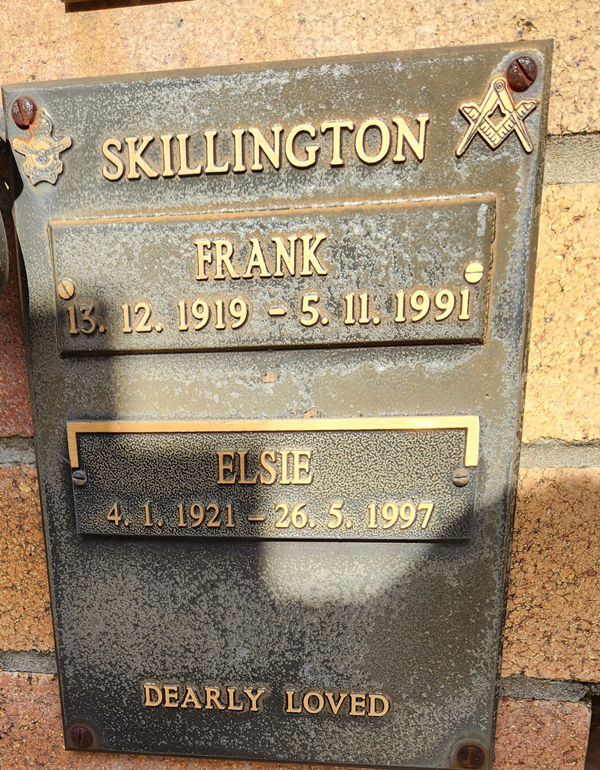 SKILLINGTON
FRANK
13. 12. 1919 - 5. 11. 1991
ELSIE
4. 1. 1921 - 26. 5. 1997
DEARLY LOVED